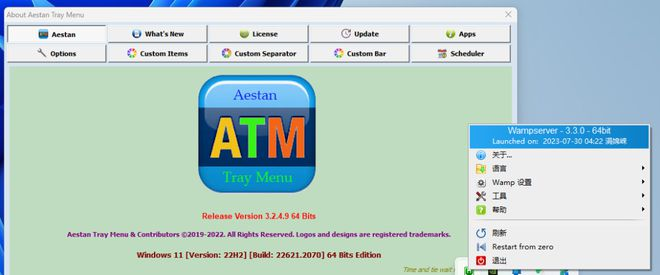 About Aestan Tray Menu
Aestan
What's New
License
Update
Apps
Options
Custom Items
Custom Separator
Custom Bar
Scheduler
Aestan
ATM
Tray Menu
Release Version 3.2.4.9 64 Bits
Aestan Tray Menu & Contributors ©2019-2022. All Rights Reserved. Logos and designs are registered trademarks.
Windows 11 [Version: 22H2] [Build: 22621.2070] 64 Bits Edition
Time and tie wait
Wampserver - 3.3.0 - 64bit
Launched on: 2023-07-30 04:22
关于...
语言
Wamp 设置
工具
帮助
刷新
Restart from zero
退出